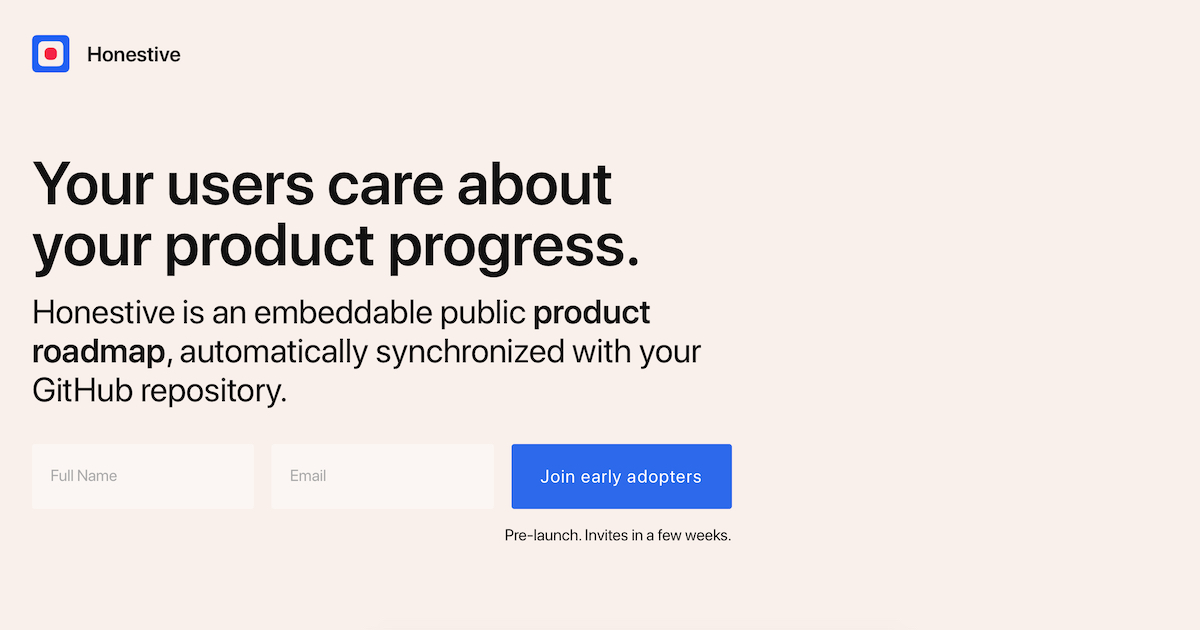 Honestive
Your users care about
your product progress.
Honestive is an embeddable public product
roadmap, automatically synchronized with your
GitHub repository.
Full Name
Email
Join early adopters
Pre-launch. Invites in a few weeks.